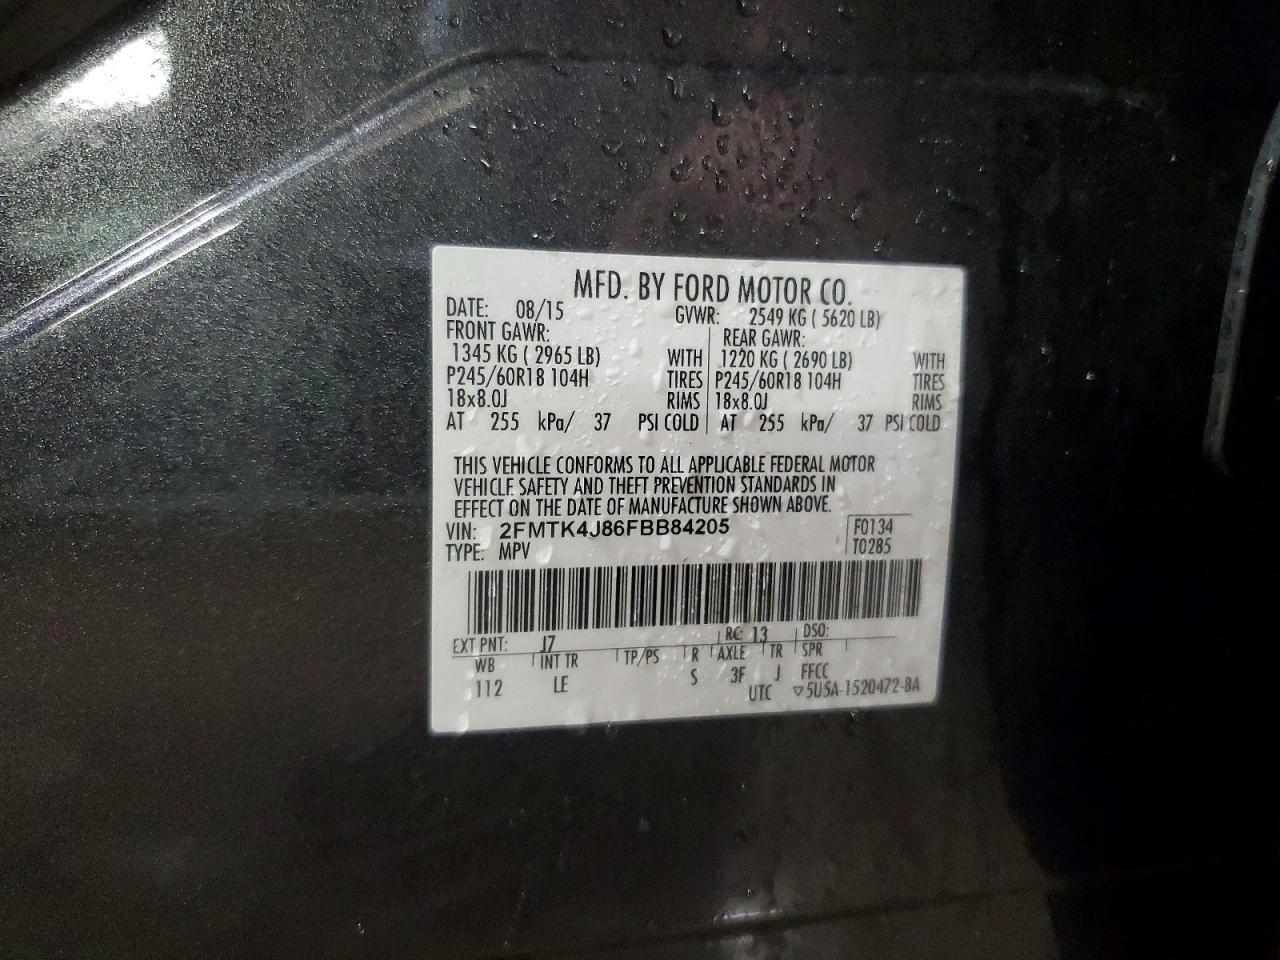 MFD. BY FORD MOTOR CO.
DATE: 08/15 GVWR: 2549 KG ( 5620 LB)
FRONT GAWR: REAR GAWR:
1345 KG ( 2965 LB) WITH 1220 KG ( 2690 LB) WITH
P245/60R18 104H TIRES P245/60R18 104H TIRES
18x8.0J RIMS 18x8.0J RIMS
AT 255 kPa/ 37 PSI COLD AT 255 kPa/ 37 PSI COLD
THIS VEHICLE CONFORMS TO ALL APPLICABLE FEDERAL MOTOR
VEHICLE SAFETY AND THEFT PREVENTION STANDARDS IN
EFFECT ON THE DATE OF MANUFACTURE SHOWN ABOVE.
VIN: 2FMTK4J86FBB84205 F0134
TYPE: MPV T0285
EXT PNT: J7 RC: 13 DSO:
WB INT TR TP/PS R AXLE TR SPR
112 LE S 3F J FFCC
UTC ▽5U5A-1520472-BA